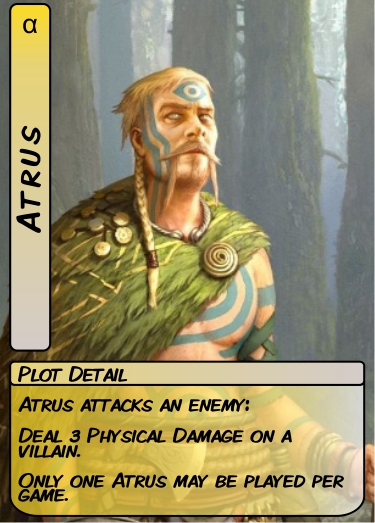 α
Atrus
Plot Detail
Atrus attacks an enemy:
Deal 3 Physical Damage on a
villain.
Only one Atrus may be played per
game.